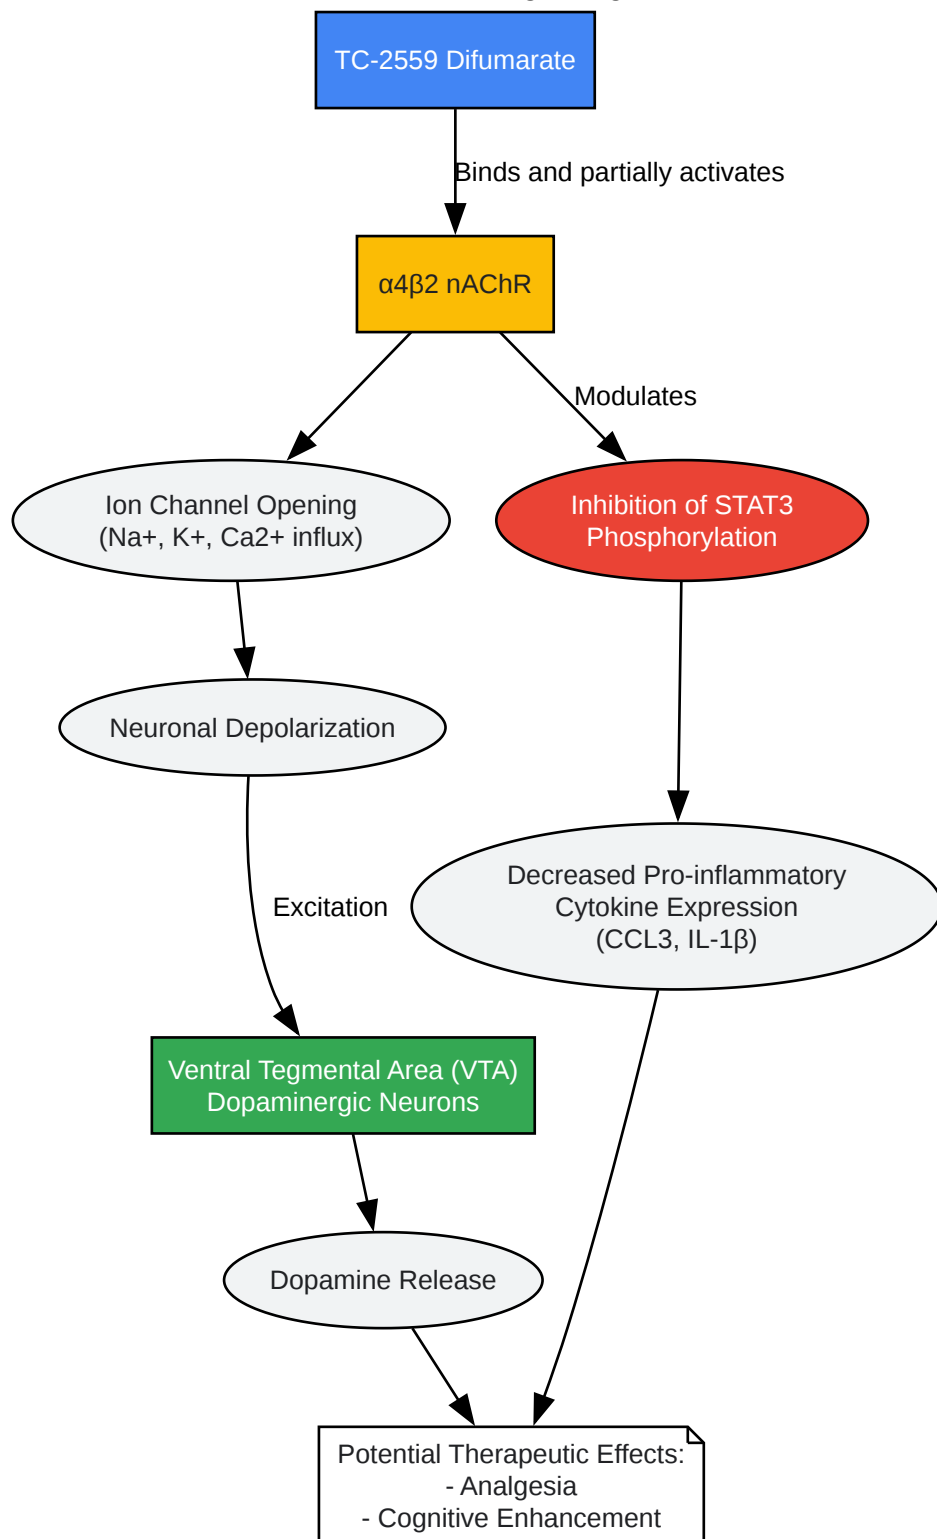 TC-2559 Difumarate
Binds and partially activates
α4β2 nAChR
Modulates
Ion Channel Opening
(Na+, K+, Ca2+ influx)
Inhibition of STAT3
Phosphorylation
Neuronal Depolarization
Decreased Pro-inflammatory
Cytokine Expression
(CCL3, IL-1β)
Excitation
Ventral Tegmental Area (VTA)
Dopaminergic Neurons
Dopamine Release
Potential Therapeutic Effects:
- Analgesia
- Cognitive Enhancement